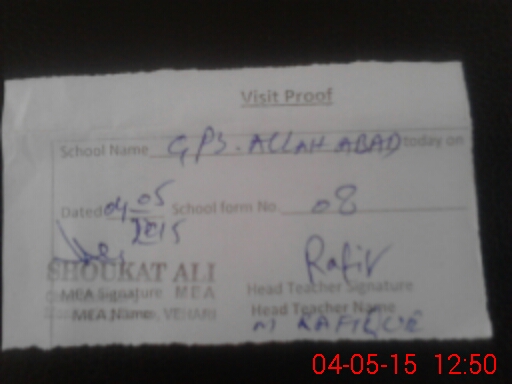 Visit Proof
School Name GPS. ALLAH ABAD today on
Dated 04 05 2015 School form No. 08
SHOUKAT ALI
MEA Signature MEA Head Teacher Signature
MEA Name, VEHARI Head Teacher Name
04-05-15 12:50